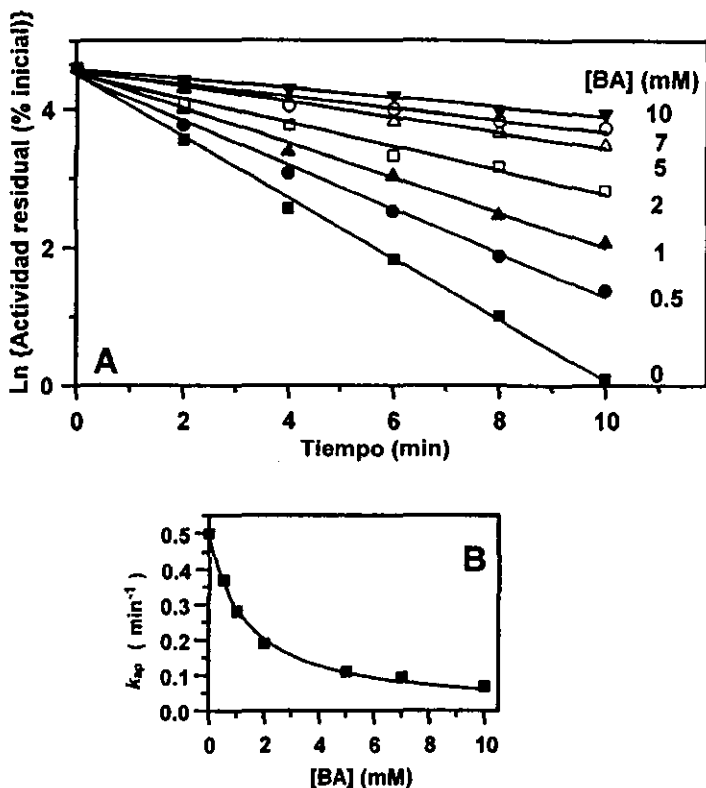 Ln {Actividad residual (% inicial)}
4
2
0
A
[BA] (mM)
10
7
5
2
1
0.5
0
0 2 4 6 8 10
Tiempo (min)
B
k_ap ( min⁻¹)
0.5
0.4
0.3
0.2
0.1
0.0
0 2 4 6 8 10
[BA] (mM)